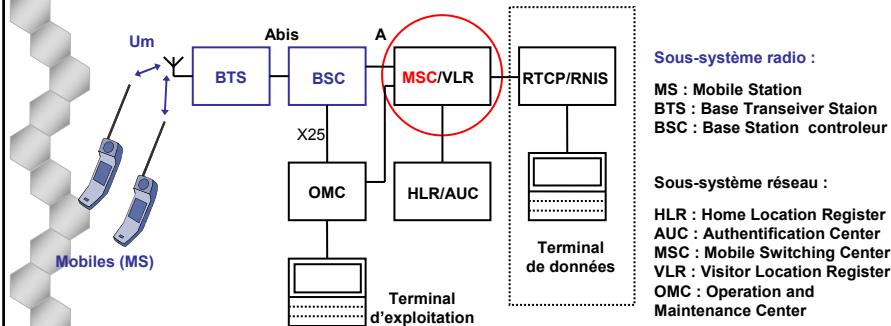 Um
Abis
A
BTS
BSC
MSC/VLR
RTCP/RNIS
X25
OMC
HLR/AUC
Mobiles (MS)
Terminal
d'exploitation
Terminal
de données
Sous-système radio :
MS : Mobile Station
BTS : Base Transeiver Staion
BSC : Base Station controleur
Sous-système réseau :
HLR : Home Location Register
AUC : Authentification Center
MSC : Mobile Switching Center
VLR : Visitor Location Register
OMC : Operation and
Maintenance Center